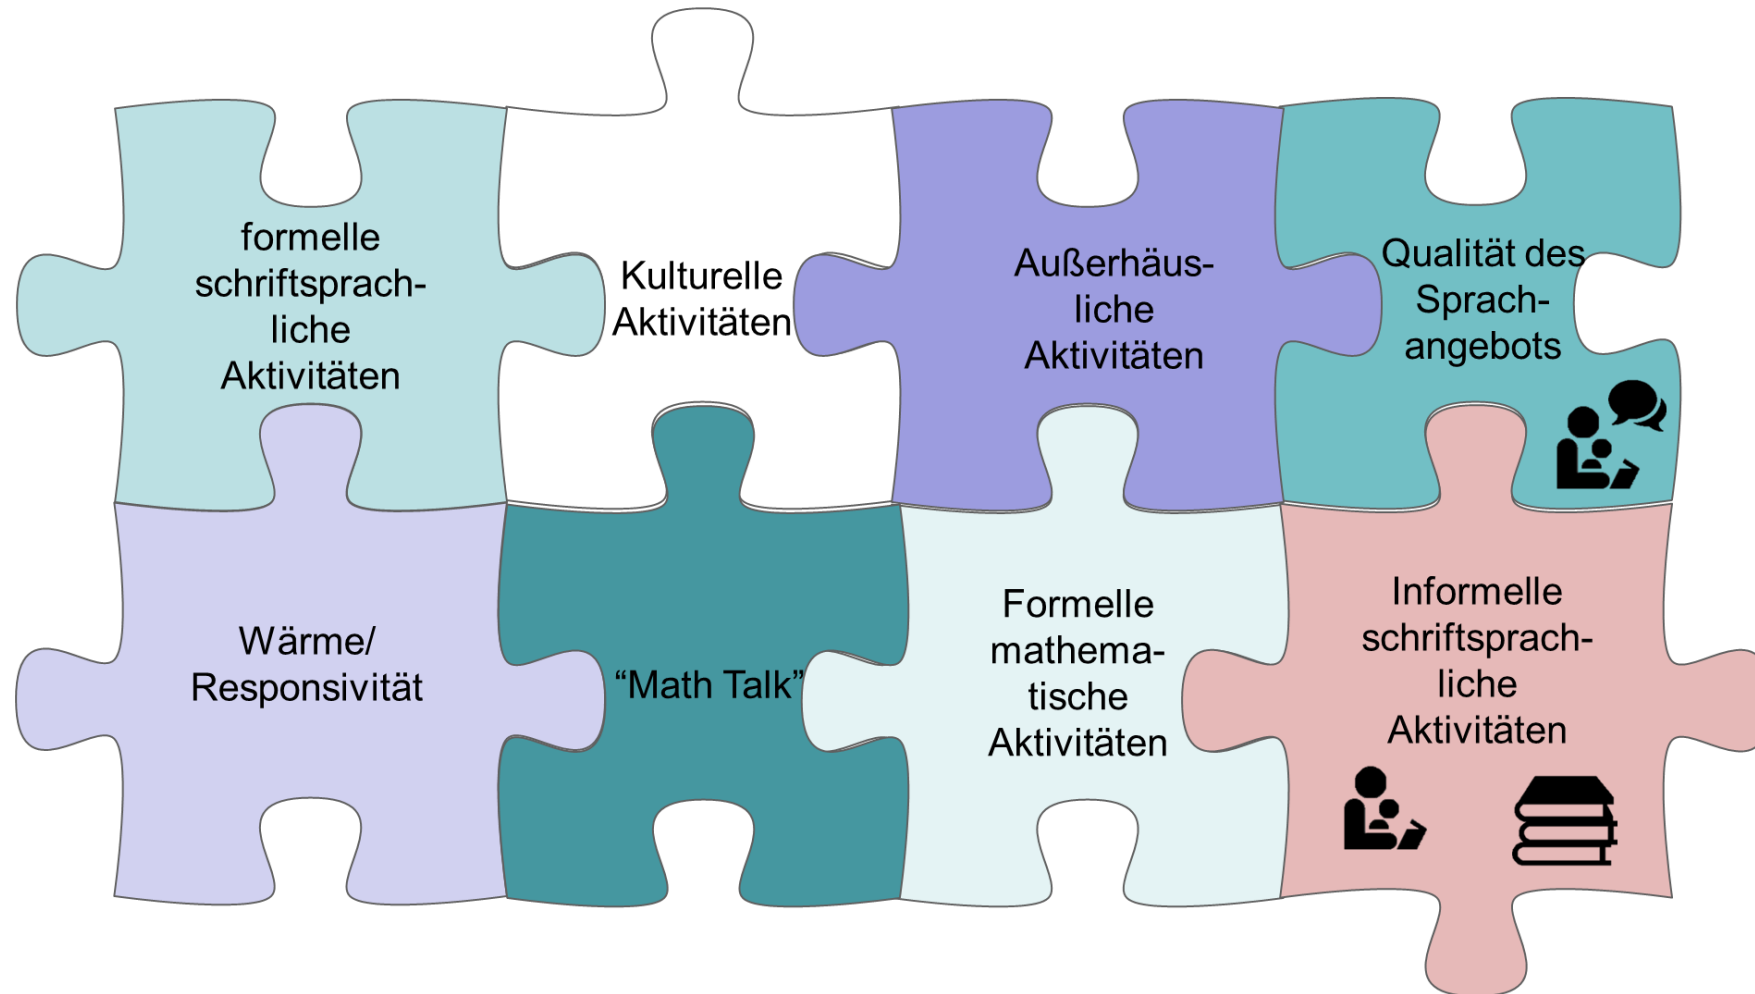 formelle
schriftsprach-
liche
Aktivitäten
Kulturelle
Aktivitäten
Außerhäus-
liche
Aktivitäten
Qualität des
Sprach-
angebots
Wärme/
Responsivität
“Math Talk”
Formelle
mathema-
tische
Aktivitäten
Informelle
schriftsprach-
liche
Aktivitäten